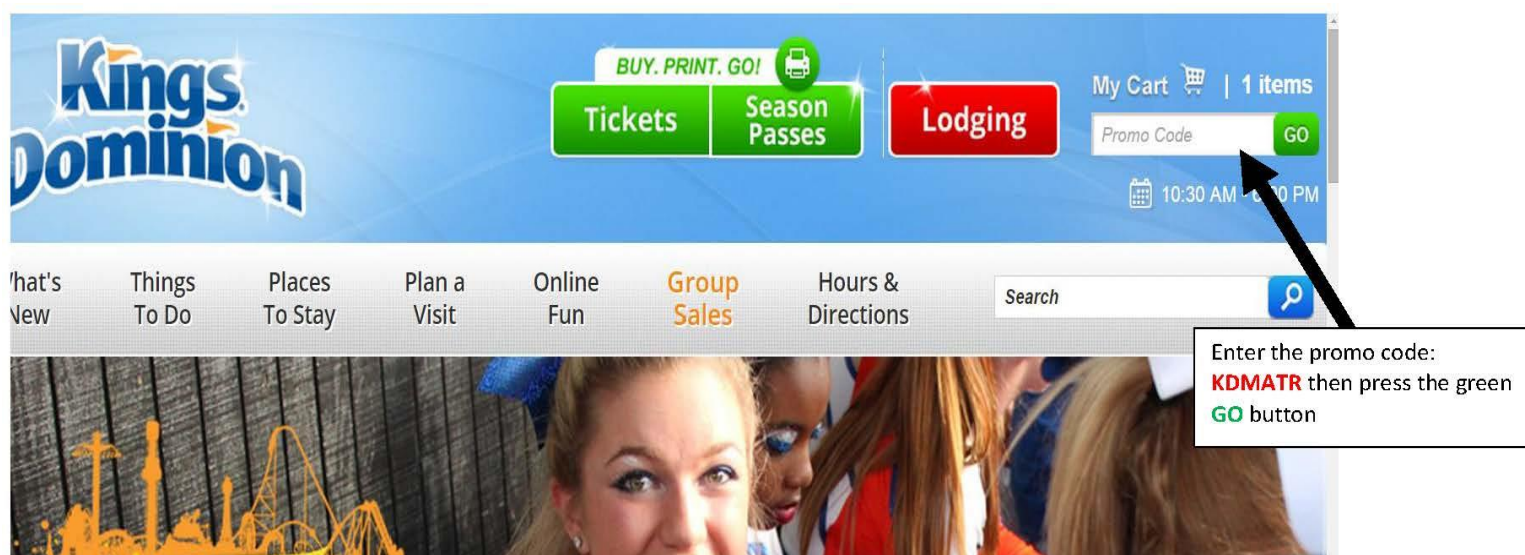 Kings
Dominion
BUY. PRINT. GO!
Tickets
Season
Passes
Lodging
My Cart | 1 items
Promo Code
GO
10:30 AM - 00 PM
hat's
New
Things
To Do
Places
To Stay
Plan a
Visit
Online
Fun
Group
Sales
Hours &
Directions
Search
Enter the promo code:
KDMATR then press the green
GO button